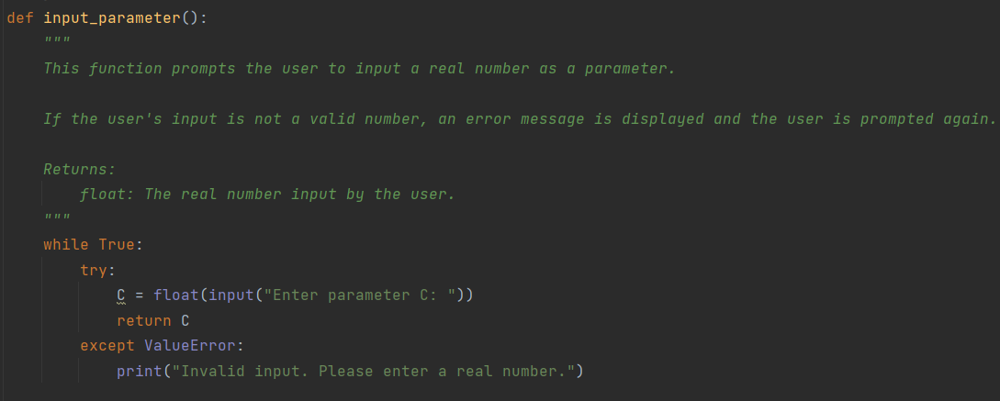 def input_parameter():
    """
    This function prompts the user to input a real number as a parameter.

    If the user's input is not a valid number, an error message is displayed and the user is prompted again.

    Returns:
        float: The real number input by the user.
    """
    while True:
        try:
            C = float(input("Enter parameter C: "))
            return C
        except ValueError:
            print("Invalid input. Please enter a real number.")